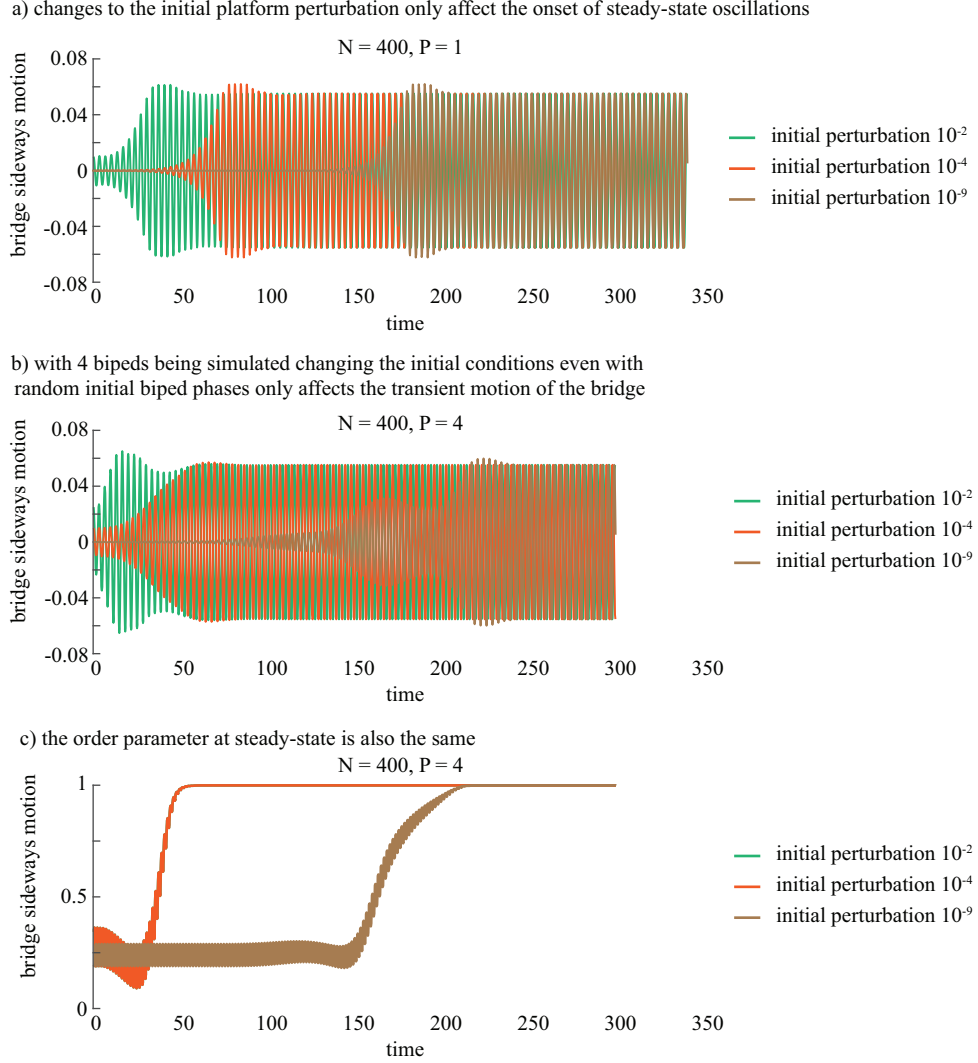 a) changes to the initial platform perturbation only affect the onset of steady-state oscillations
N = 400, P = 1
bridge sideways motion
0.08
0.04
0
-0.04
-0.08
0 50 100 150 200 250 300 350
time
initial perturbation 10-2
initial perturbation 10-4
initial perturbation 10-9
b) with 4 bipeds being simulated changing the initial conditions even with
random initial biped phases only affects the transient motion of the bridge
N = 400, P = 4
bridge sideways motion
0.08
0.04
0
-0.04
-0.08
0 50 100 150 200 250 300 350
time
initial perturbation 10-2
initial perturbation 10-4
initial perturbation 10-9
c) the order parameter at steady-state is also the same
N = 400, P = 4
bridge sideways motion
1
0.5
0
0 50 100 150 200 250 300 350
time
initial perturbation 10-2
initial perturbation 10-4
initial perturbation 10-9